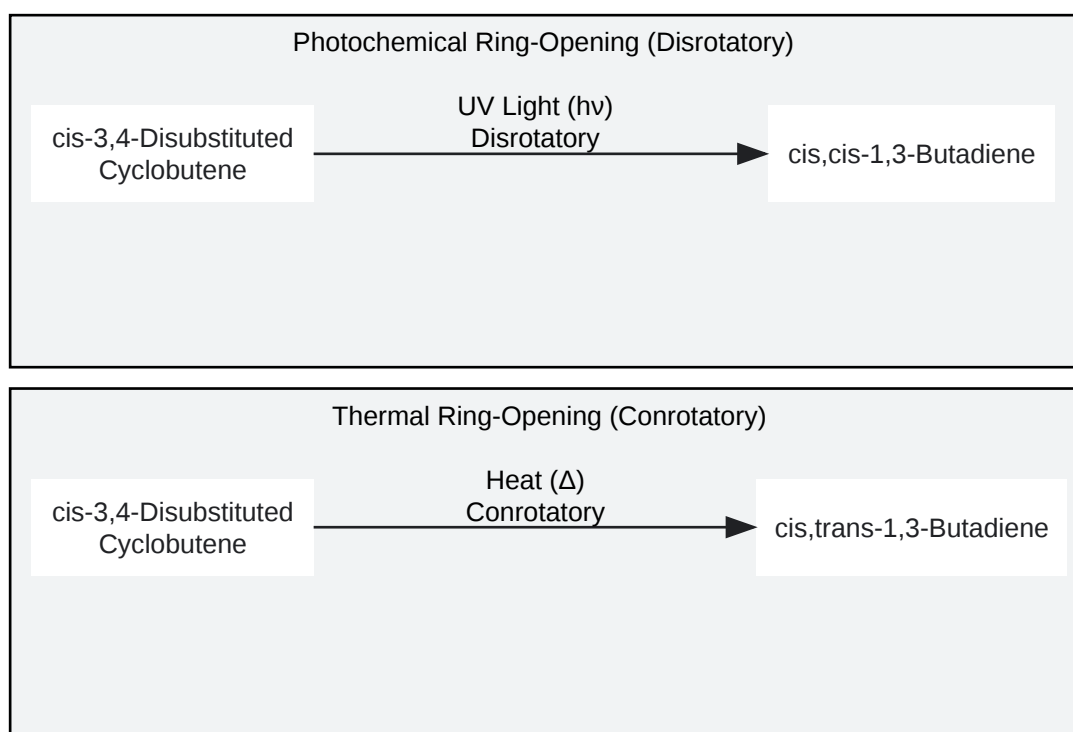 Photochemical Ring-Opening (Disrotatory)
UV Light (hν)
Disrotatory
cis-3,4-Disubstituted
Cyclobutene
cis,cis-1,3-Butadiene
Thermal Ring-Opening (Conrotatory)
Heat (Δ)
Conrotatory
cis-3,4-Disubstituted
Cyclobutene
cis,trans-1,3-Butadiene